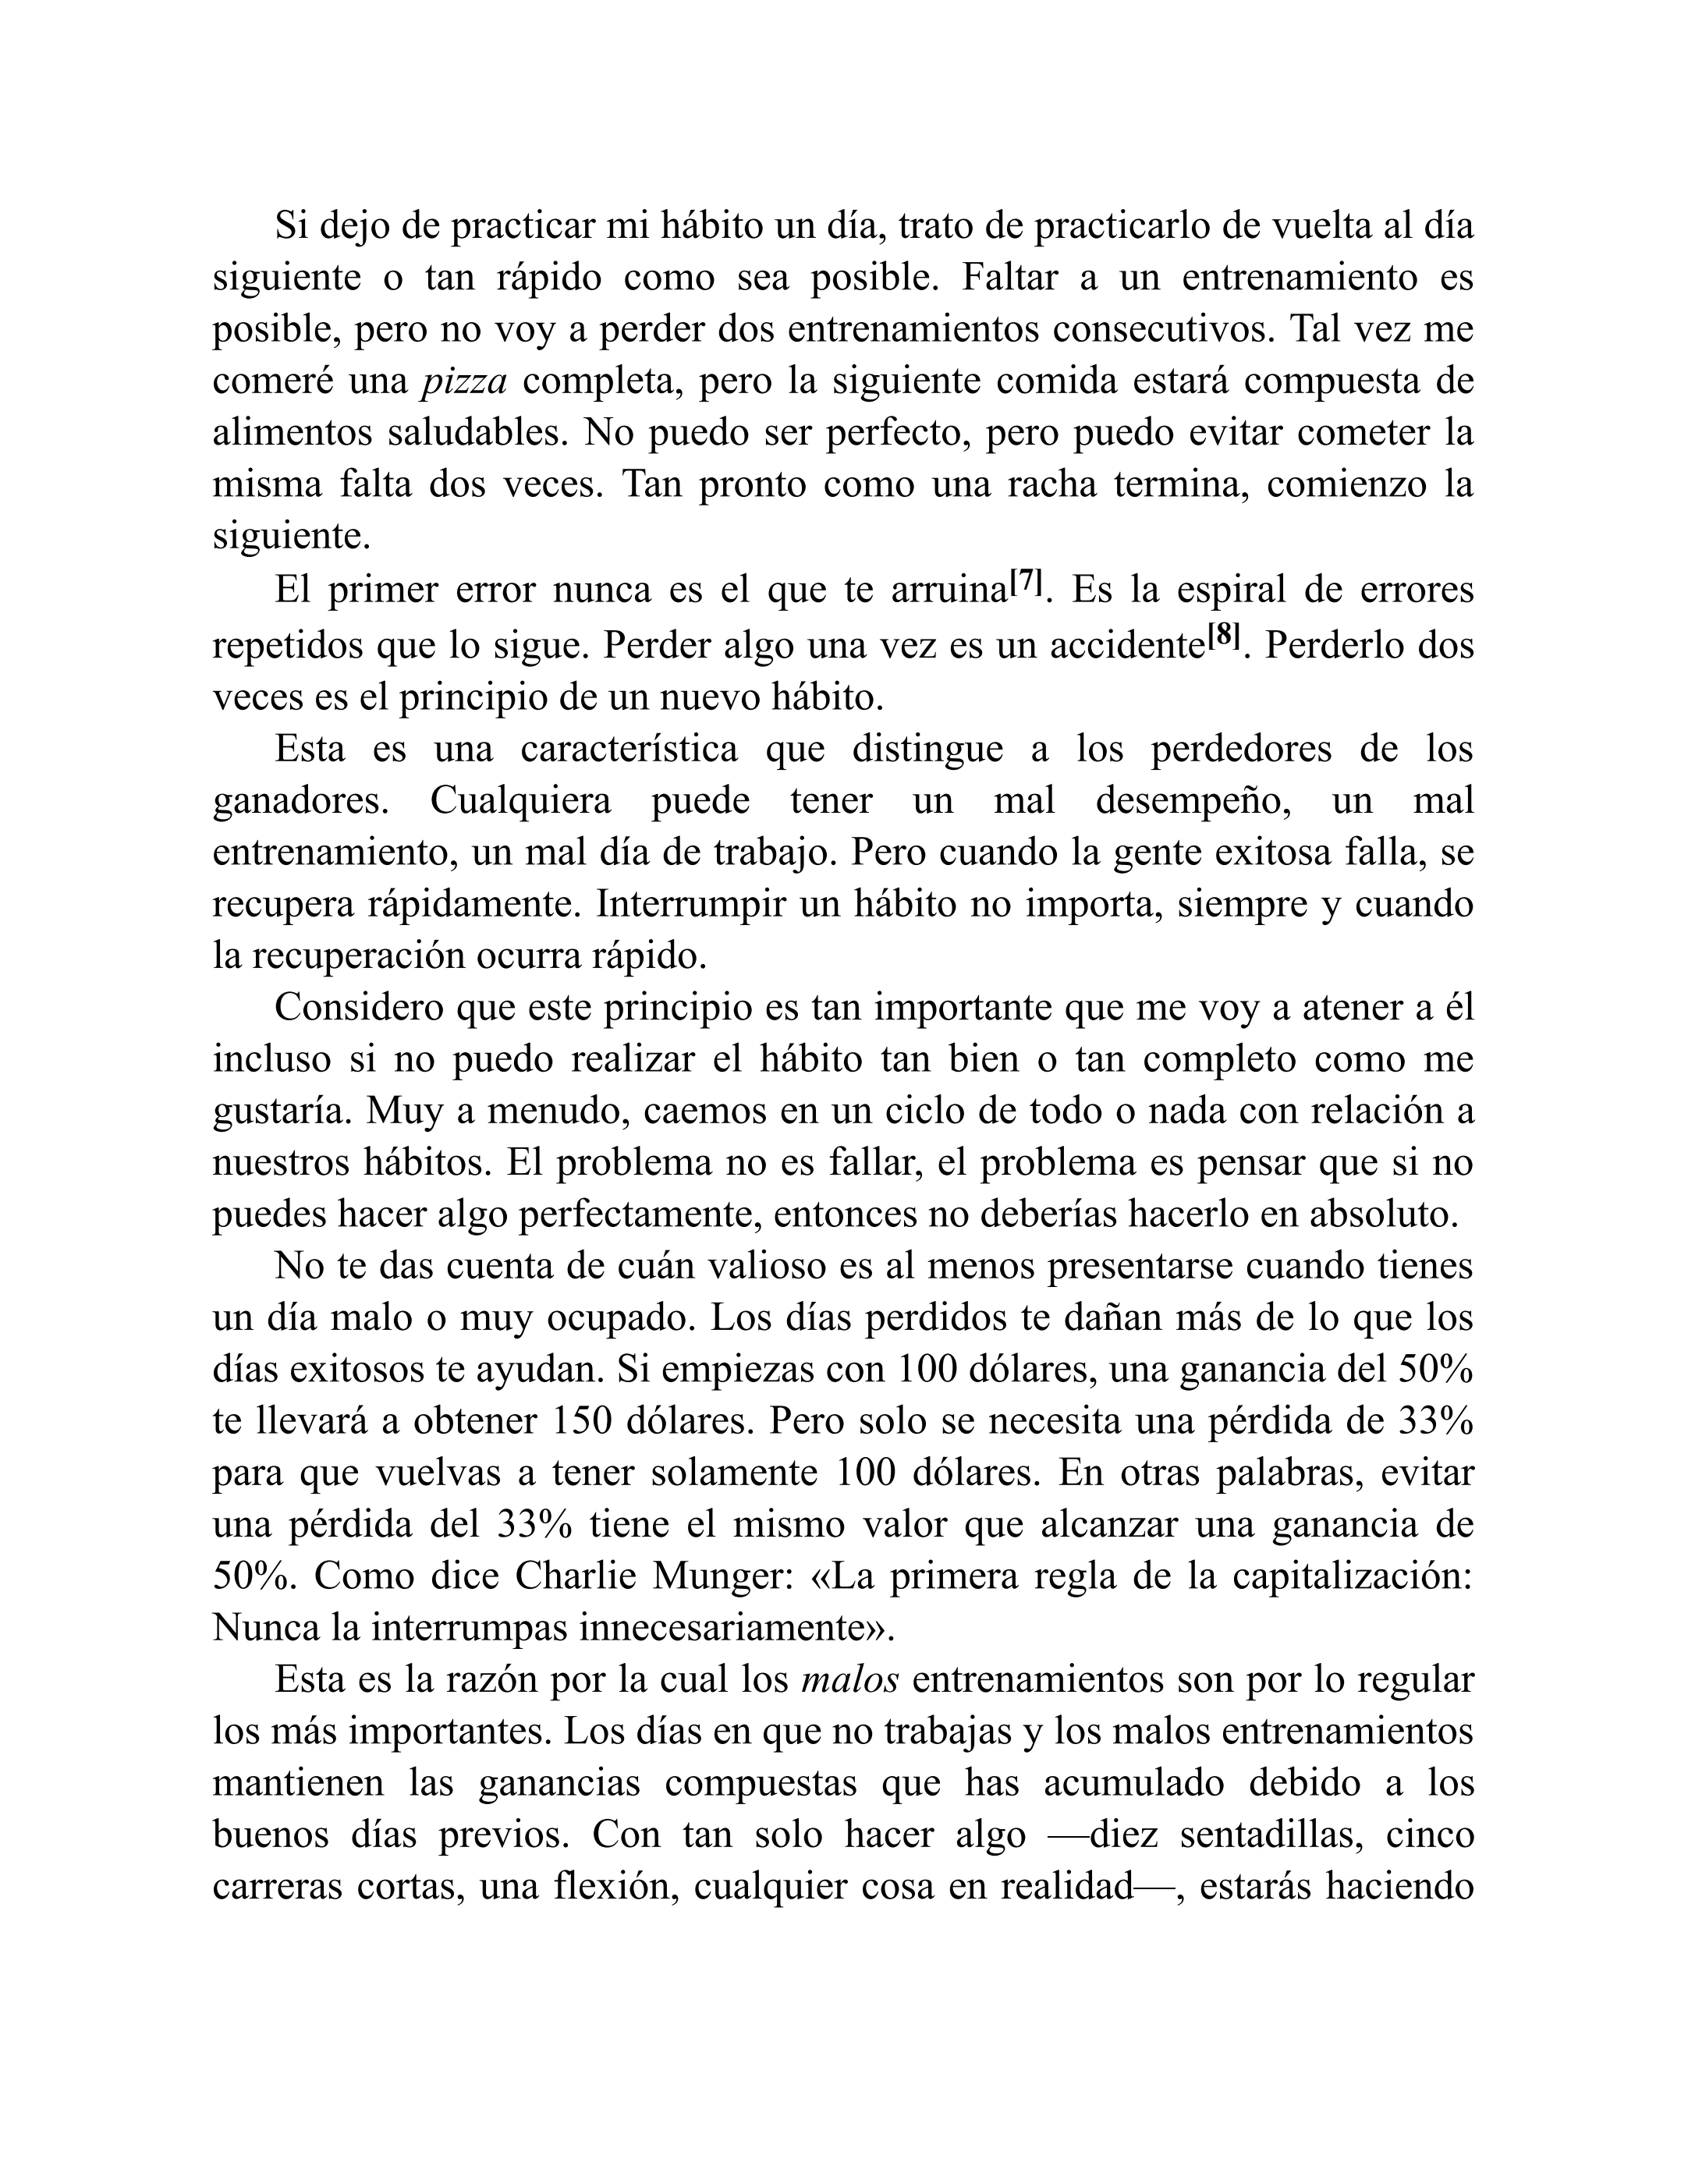 Si dejo de practicar mi hábito un día, trato de practicarlo de vuelta al día
siguiente o tan rápido como sea posible. Faltar a un entrenamiento es
posible, pero no voy a perder dos entrenamientos consecutivos. Tal vez me
comeré una pizza completa, pero la siguiente comida estará compuesta de
alimentos saludables. No puedo ser perfecto, pero puedo evitar cometer la
misma falta dos veces. Tan pronto como una racha termina, comienzo la
siguiente.
El primer error nunca es el que te arruina[7]. Es la espiral de errores
repetidos que lo sigue. Perder algo una vez es un accidente[8]. Perderlo dos
veces es el principio de un nuevo hábito.
Esta es una característica que distingue a los perdedores de los
ganadores. Cualquiera puede tener un mal desempeño, un mal
entrenamiento, un mal día de trabajo. Pero cuando la gente exitosa falla, se
recupera rápidamente. Interrumpir un hábito no importa, siempre y cuando
la recuperación ocurra rápido.
Considero que este principio es tan importante que me voy a atener a él
incluso si no puedo realizar el hábito tan bien o tan completo como me
gustaría. Muy a menudo, caemos en un ciclo de todo o nada con relación a
nuestros hábitos. El problema no es fallar, el problema es pensar que si no
puedes hacer algo perfectamente, entonces no deberías hacerlo en absoluto.
No te das cuenta de cuán valioso es al menos presentarse cuando tienes
un día malo o muy ocupado. Los días perdidos te dañan más de lo que los
días exitosos te ayudan. Si empiezas con 100 dólares, una ganancia del 50%
te llevará a obtener 150 dólares. Pero solo se necesita una pérdida de 33%
para que vuelvas a tener solamente 100 dólares. En otras palabras, evitar
una pérdida del 33% tiene el mismo valor que alcanzar una ganancia de
50%. Como dice Charlie Munger: «La primera regla de la capitalización:
Nunca la interrumpas innecesariamente».
Esta es la razón por la cual los malos entrenamientos son por lo regular
los más importantes. Los días en que no trabajas y los malos entrenamientos
mantienen las ganancias compuestas que has acumulado debido a los
buenos días previos. Con tan solo hacer algo —diez sentadillas, cinco
carreras cortas, una flexión, cualquier cosa en realidad—, estarás haciendo